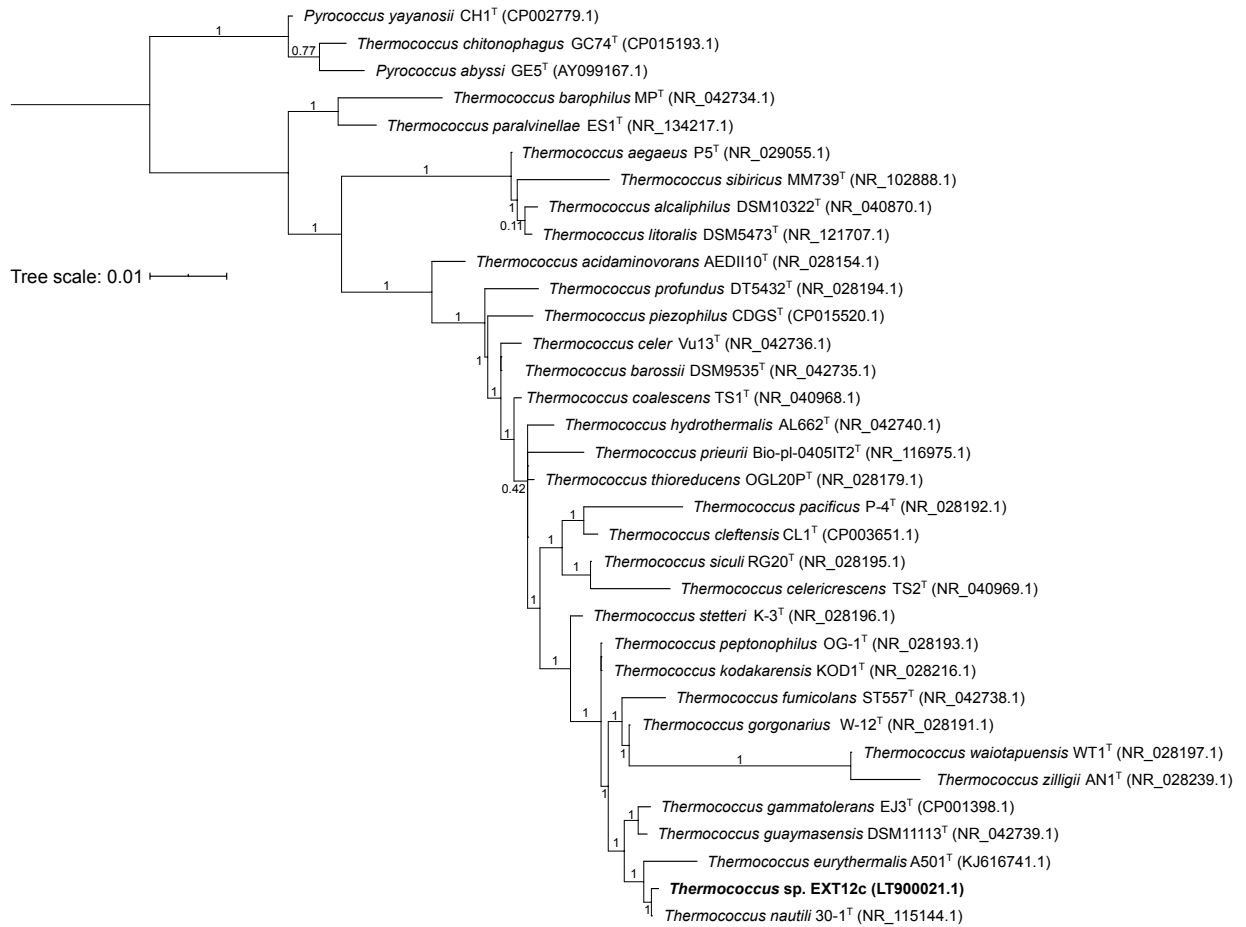 Pyrococcus yayanosii CH1ᵀ (CP002779.1)
1
Thermococcus chitonophagus GC74ᵀ (CP015193.1)
0.77
Pyrococcus abyssi GE5ᵀ (AY099167.1)
Thermococcus barophilus MPᵀ (NR_042734.1)
1
Thermococcus paralvinellae ES1ᵀ (NR_134217.1)
Thermococcus aegaeus P5ᵀ (NR_029055.1)
1
Thermococcus sibiricus MM739ᵀ (NR_102888.1)
1
Thermococcus alcaliphilus DSM10322ᵀ (NR_040870.1)
0.11
Thermococcus litoralis DSM5473ᵀ (NR_121707.1)
1
Thermococcus acidaminovorans AEDII10ᵀ (NR_028154.1)
Tree scale: 0.01
1
Thermococcus profundus DT5432ᵀ (NR_028194.1)
1
Thermococcus piezophilus CDGSᵀ (CP015520.1)
Thermococcus celer Vu13ᵀ (NR_042736.1)
1
Thermococcus barossii DSM9535ᵀ (NR_042735.1)
1
Thermococcus coalescens TS1ᵀ (NR_040968.1)
Thermococcus hydrothermalis AL662ᵀ (NR_042740.1)
1
Thermococcus prieurii Bio-pl-0405IT2ᵀ (NR_116975.1)
Thermococcus thioreducens OGL20Pᵀ (NR_028179.1)
0.42
Thermococcus pacificus P-4ᵀ (NR_028192.1)
1
Thermococcus cleftensis CL1ᵀ (CP003651.1)
1
Thermococcus siculi RG20ᵀ (NR_028195.1)
1
Thermococcus celericrescens TS2ᵀ (NR_040969.1)
1
Thermococcus stetteri K-3ᵀ (NR_028196.1)
Thermococcus peptonophilus OG-1ᵀ (NR_028193.1)
1
Thermococcus kodakarensis KOD1ᵀ (NR_028216.1)
Thermococcus fumicolans ST557ᵀ (NR_042738.1)
1
1
Thermococcus gorgonarius W-12ᵀ (NR_028191.1)
1
Thermococcus waiotapuensis WT1ᵀ (NR_028197.1)
1
Thermococcus zilligii AN1ᵀ (NR_028239.1)
1
Thermococcus gammatolerans EJ3ᵀ (CP001398.1)
1
Thermococcus guaymasensis DSM11113ᵀ (NR_042739.1)
1
Thermococcus eurythermalis A501ᵀ (KJ616741.1)
1
Thermococcus sp. EXT12c (LT900021.1)
1
Thermococcus nautili 30-1ᵀ (NR_115144.1)